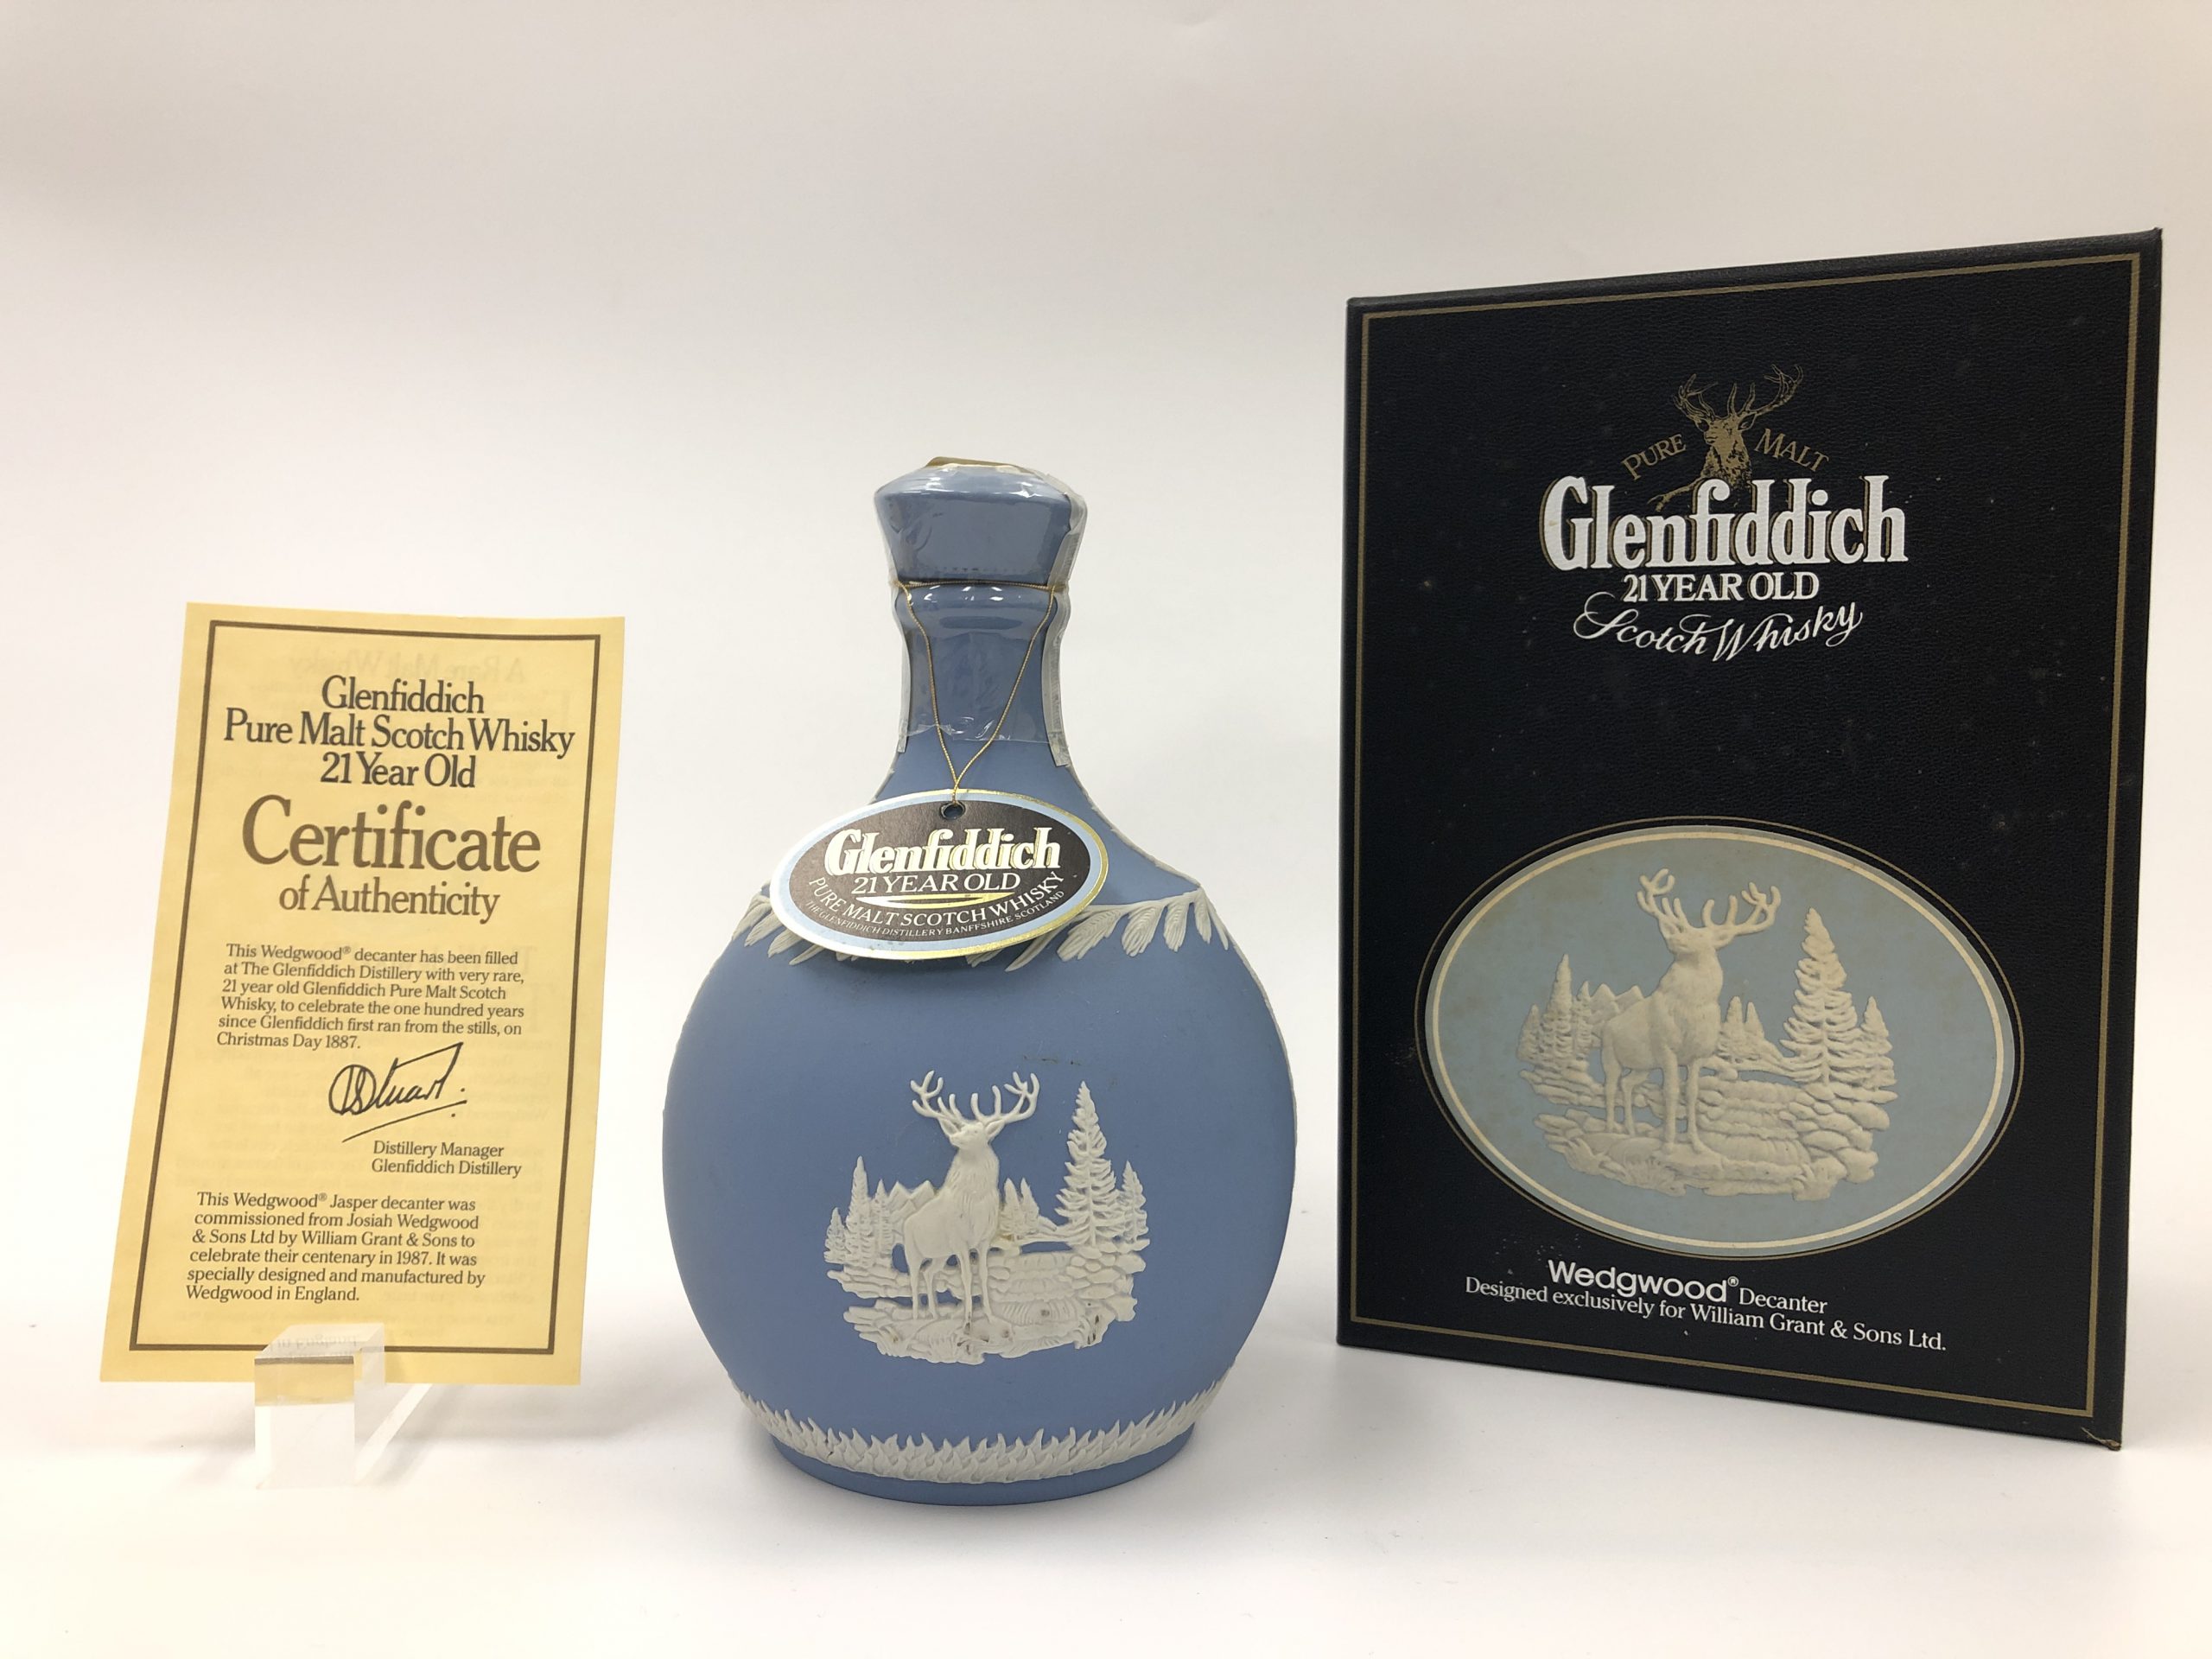 Glenfiddich
Pure Malt Scotch Whisky
21 Year Old
Certificate
of Authenticity
This Wedgwood® decanter has been filled
at The Glenfiddich Distillery with very rare,
21 year old Glenfiddich Pure Malt Scotch
Whisky, to celebrate the one hundred years
since Glenfiddich first ran from the stills, on
Christmas Day 1887.
Distillery Manager
Glenfiddich Distillery
This Wedgwood® Jasper decanter was
commissioned from Josiah Wedgwood
& Sons Ltd by William Grant & Sons to
celebrate their centenary in 1987. It was
specially designed and manufactured by
Wedgwood in England.
Glenfiddich
21 YEAR OLD
PURE MALT SCOTCH WHISKY
THE GLENFIDDICH DISTILLERY BANFFSHIRE SCOTLAND
PURE MALT
Glenfiddich
21 YEAR OLD
Scotch Whisky
Wedgwood® Decanter
Designed exclusively for William Grant & Sons Ltd.